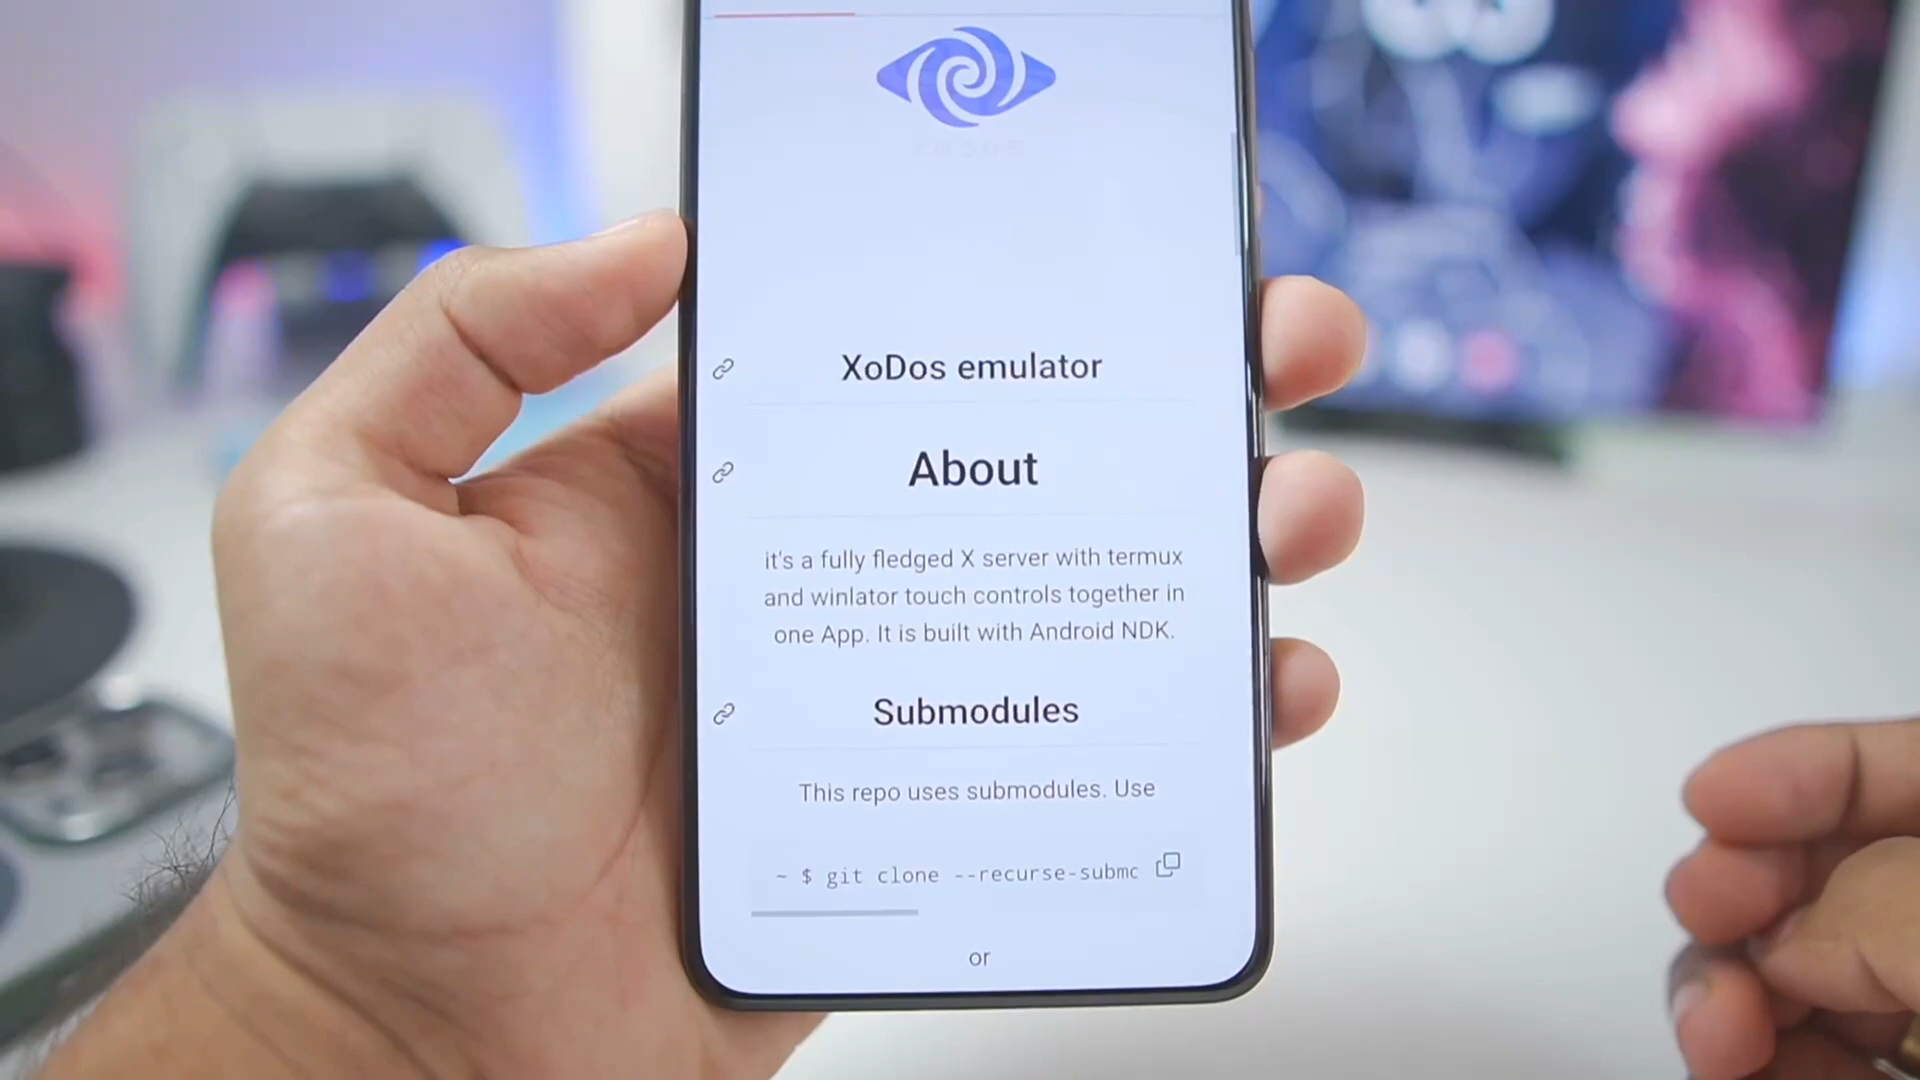 XoDos emulator
About
it's a fully fledged X server with termux
and winlator touch controls together in
one App. It is built with Android NDK.
Submodules
This repo uses submodules. Use
~ $ git clone --recurse-submc
or